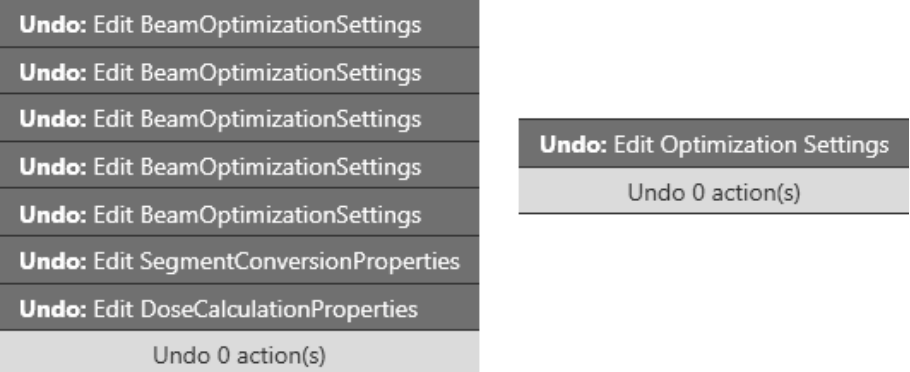 Undo: Edit BeamOptimizationSettings
Undo: Edit BeamOptimizationSettings
Undo: Edit BeamOptimizationSettings
Undo: Edit BeamOptimizationSettings
Undo: Edit BeamOptimizationSettings
Undo: Edit SegmentConversionProperties
Undo: Edit DoseCalculationProperties
Undo 0 action(s)
Undo: Edit Optimization Settings
Undo 0 action(s)